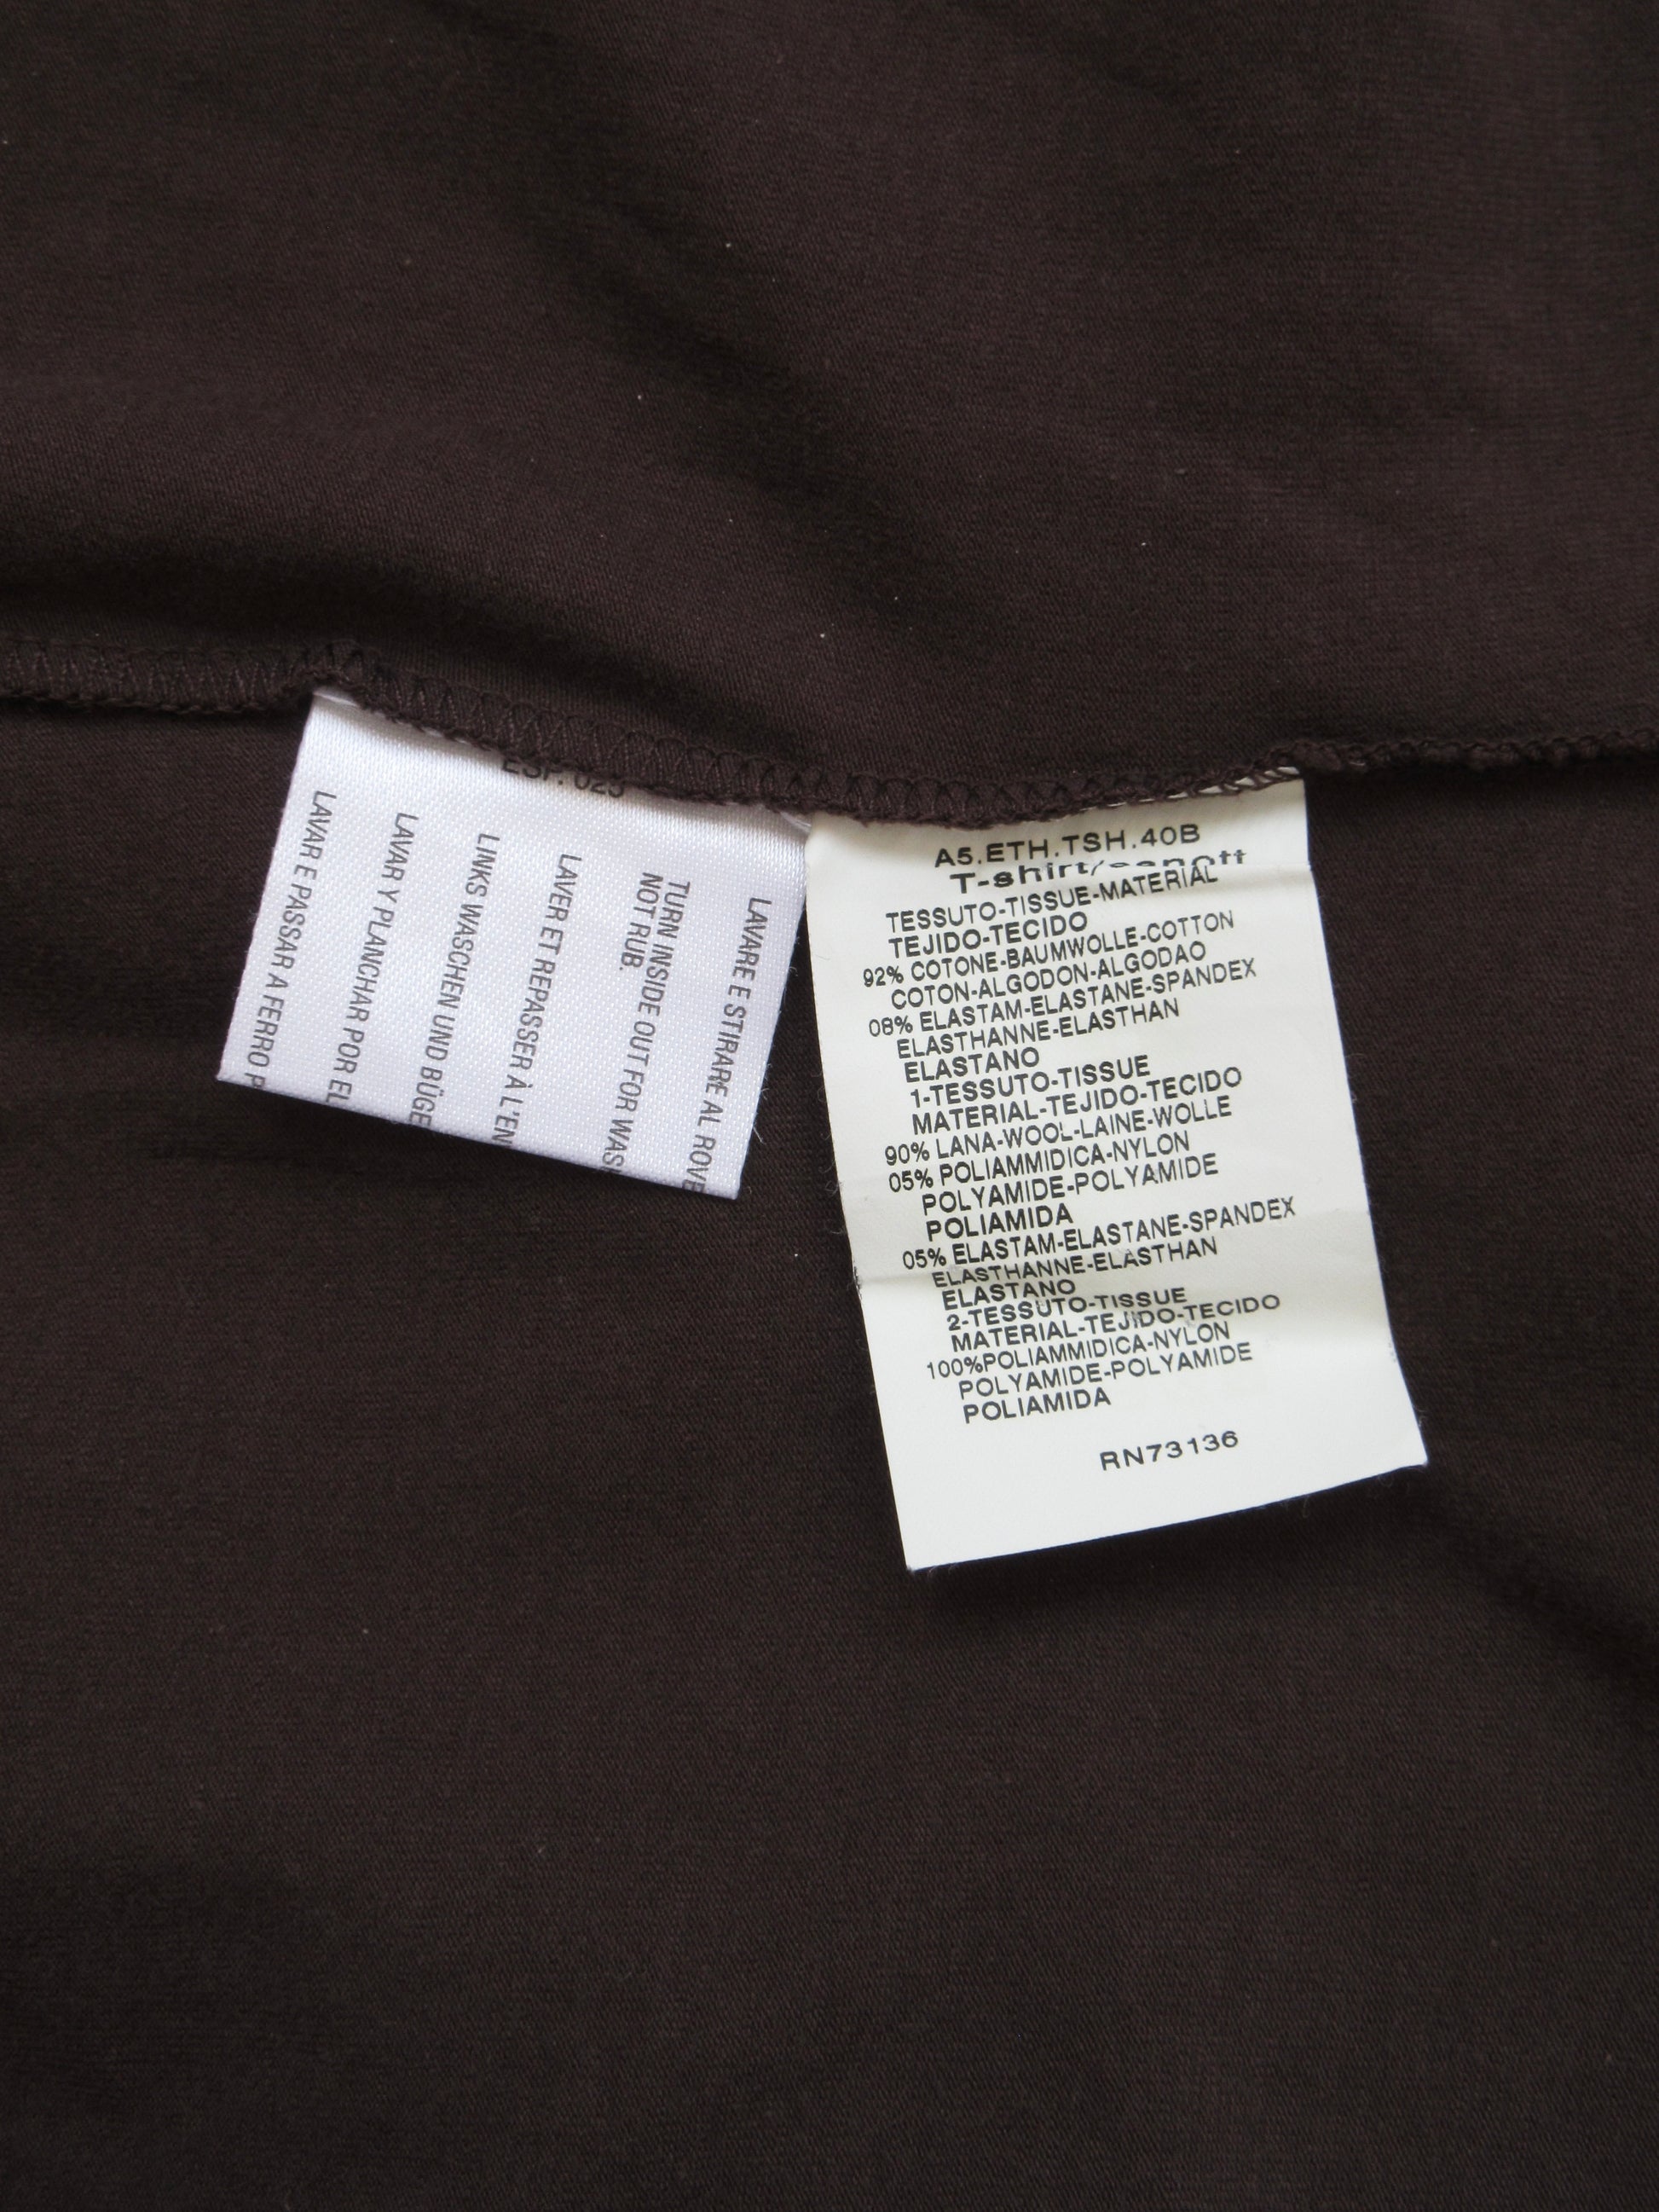 ESP. 025
LAVARE E STIRARE AL ROVE
TURN INSIDE OUT FOR WASH
NOT RUB.
LAVER ET REPASSER À L'EN
LINKS WASCHEN UND BÜGE
LAVAR Y PLANCHAR POR EL
LAVAR E PASSAR A FERRO P
A5.ETH.TSH.40B
T-shirt/
TESSUTO-TISSUE-MATERIAL
TEJIDO-TECIDO
92% COTONE-BAUMWOLLE-COTTON
COTON-ALGODON-ALGODAO
08% ELASTAM-ELASTANE-SPANDEX
ELASTHANNE-ELASTHAN
ELASTANO
1-TESSUTO-TISSUE
MATERIAL-TEJIDO-TECIDO
90% LANA-WOOL-LAINE-WOLLE
05% POLIAMMIDICA-NYLON
POLYAMIDE-POLYAMIDE
POLIAMIDA
05% ELASTAM-ELASTANE-SPANDEX
ELASTHANNE-ELASTHAN
ELASTANO
2-TESSUTO-TISSUE
MATERIAL-TEJIDO-TECIDO
100%POLIAMMIDICA-NYLON
POLYAMIDE-POLYAMIDE
POLIAMIDA
RN73136